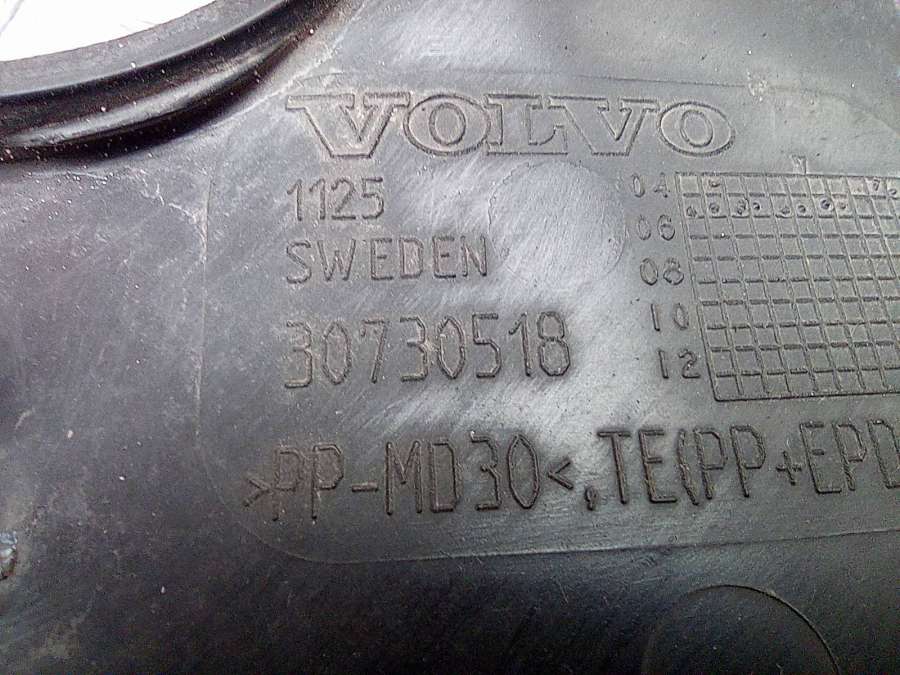 VOLVO
1125
SWEDEN
30730518
04
06
08
10
12
>PP-MD30<,TE(PP+EPD